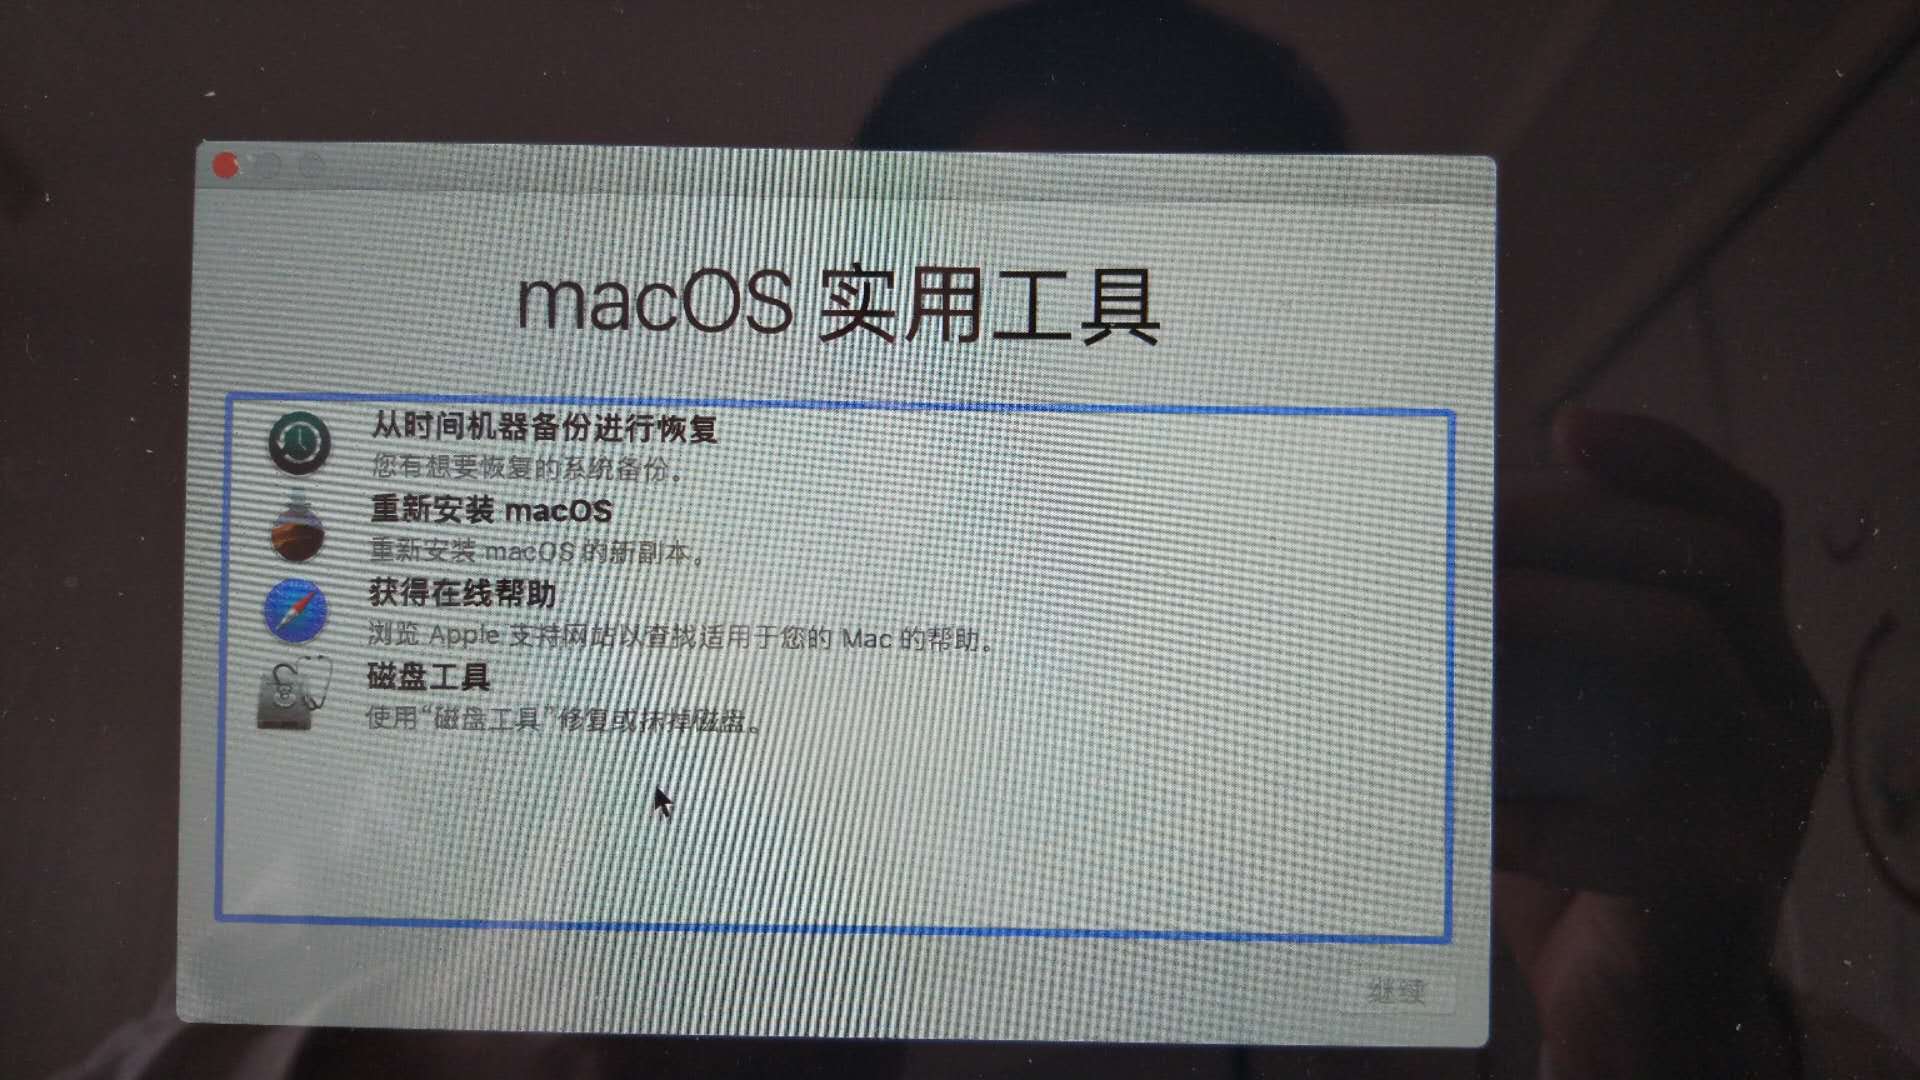 macOS 实用工具
从时间机器备份进行恢复
您有想要恢复的系统备份。
重新安装 macOS
重新安装 macOS 的新副本。
获得在线帮助
浏览 Apple 支持网站以查找适用于您的 Mac 的帮助。
磁盘工具
使用“磁盘工具”修复或抹掉磁盘。
继续